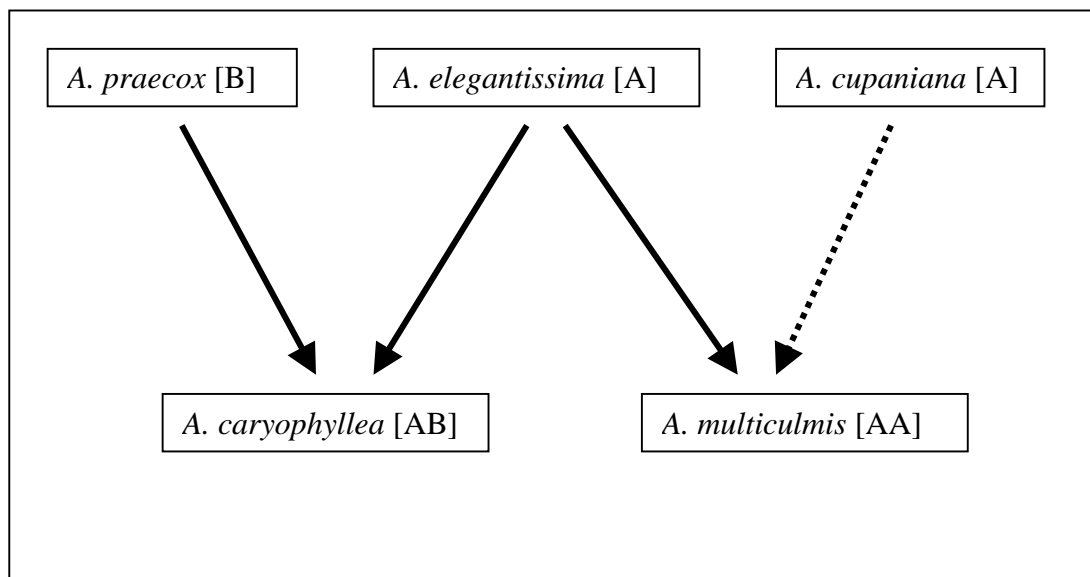 A. praecox [B]
A. elegantissima [A]
A. cupaniana [A]
A. caryophyllea [AB]
A. multiculmis [AA]